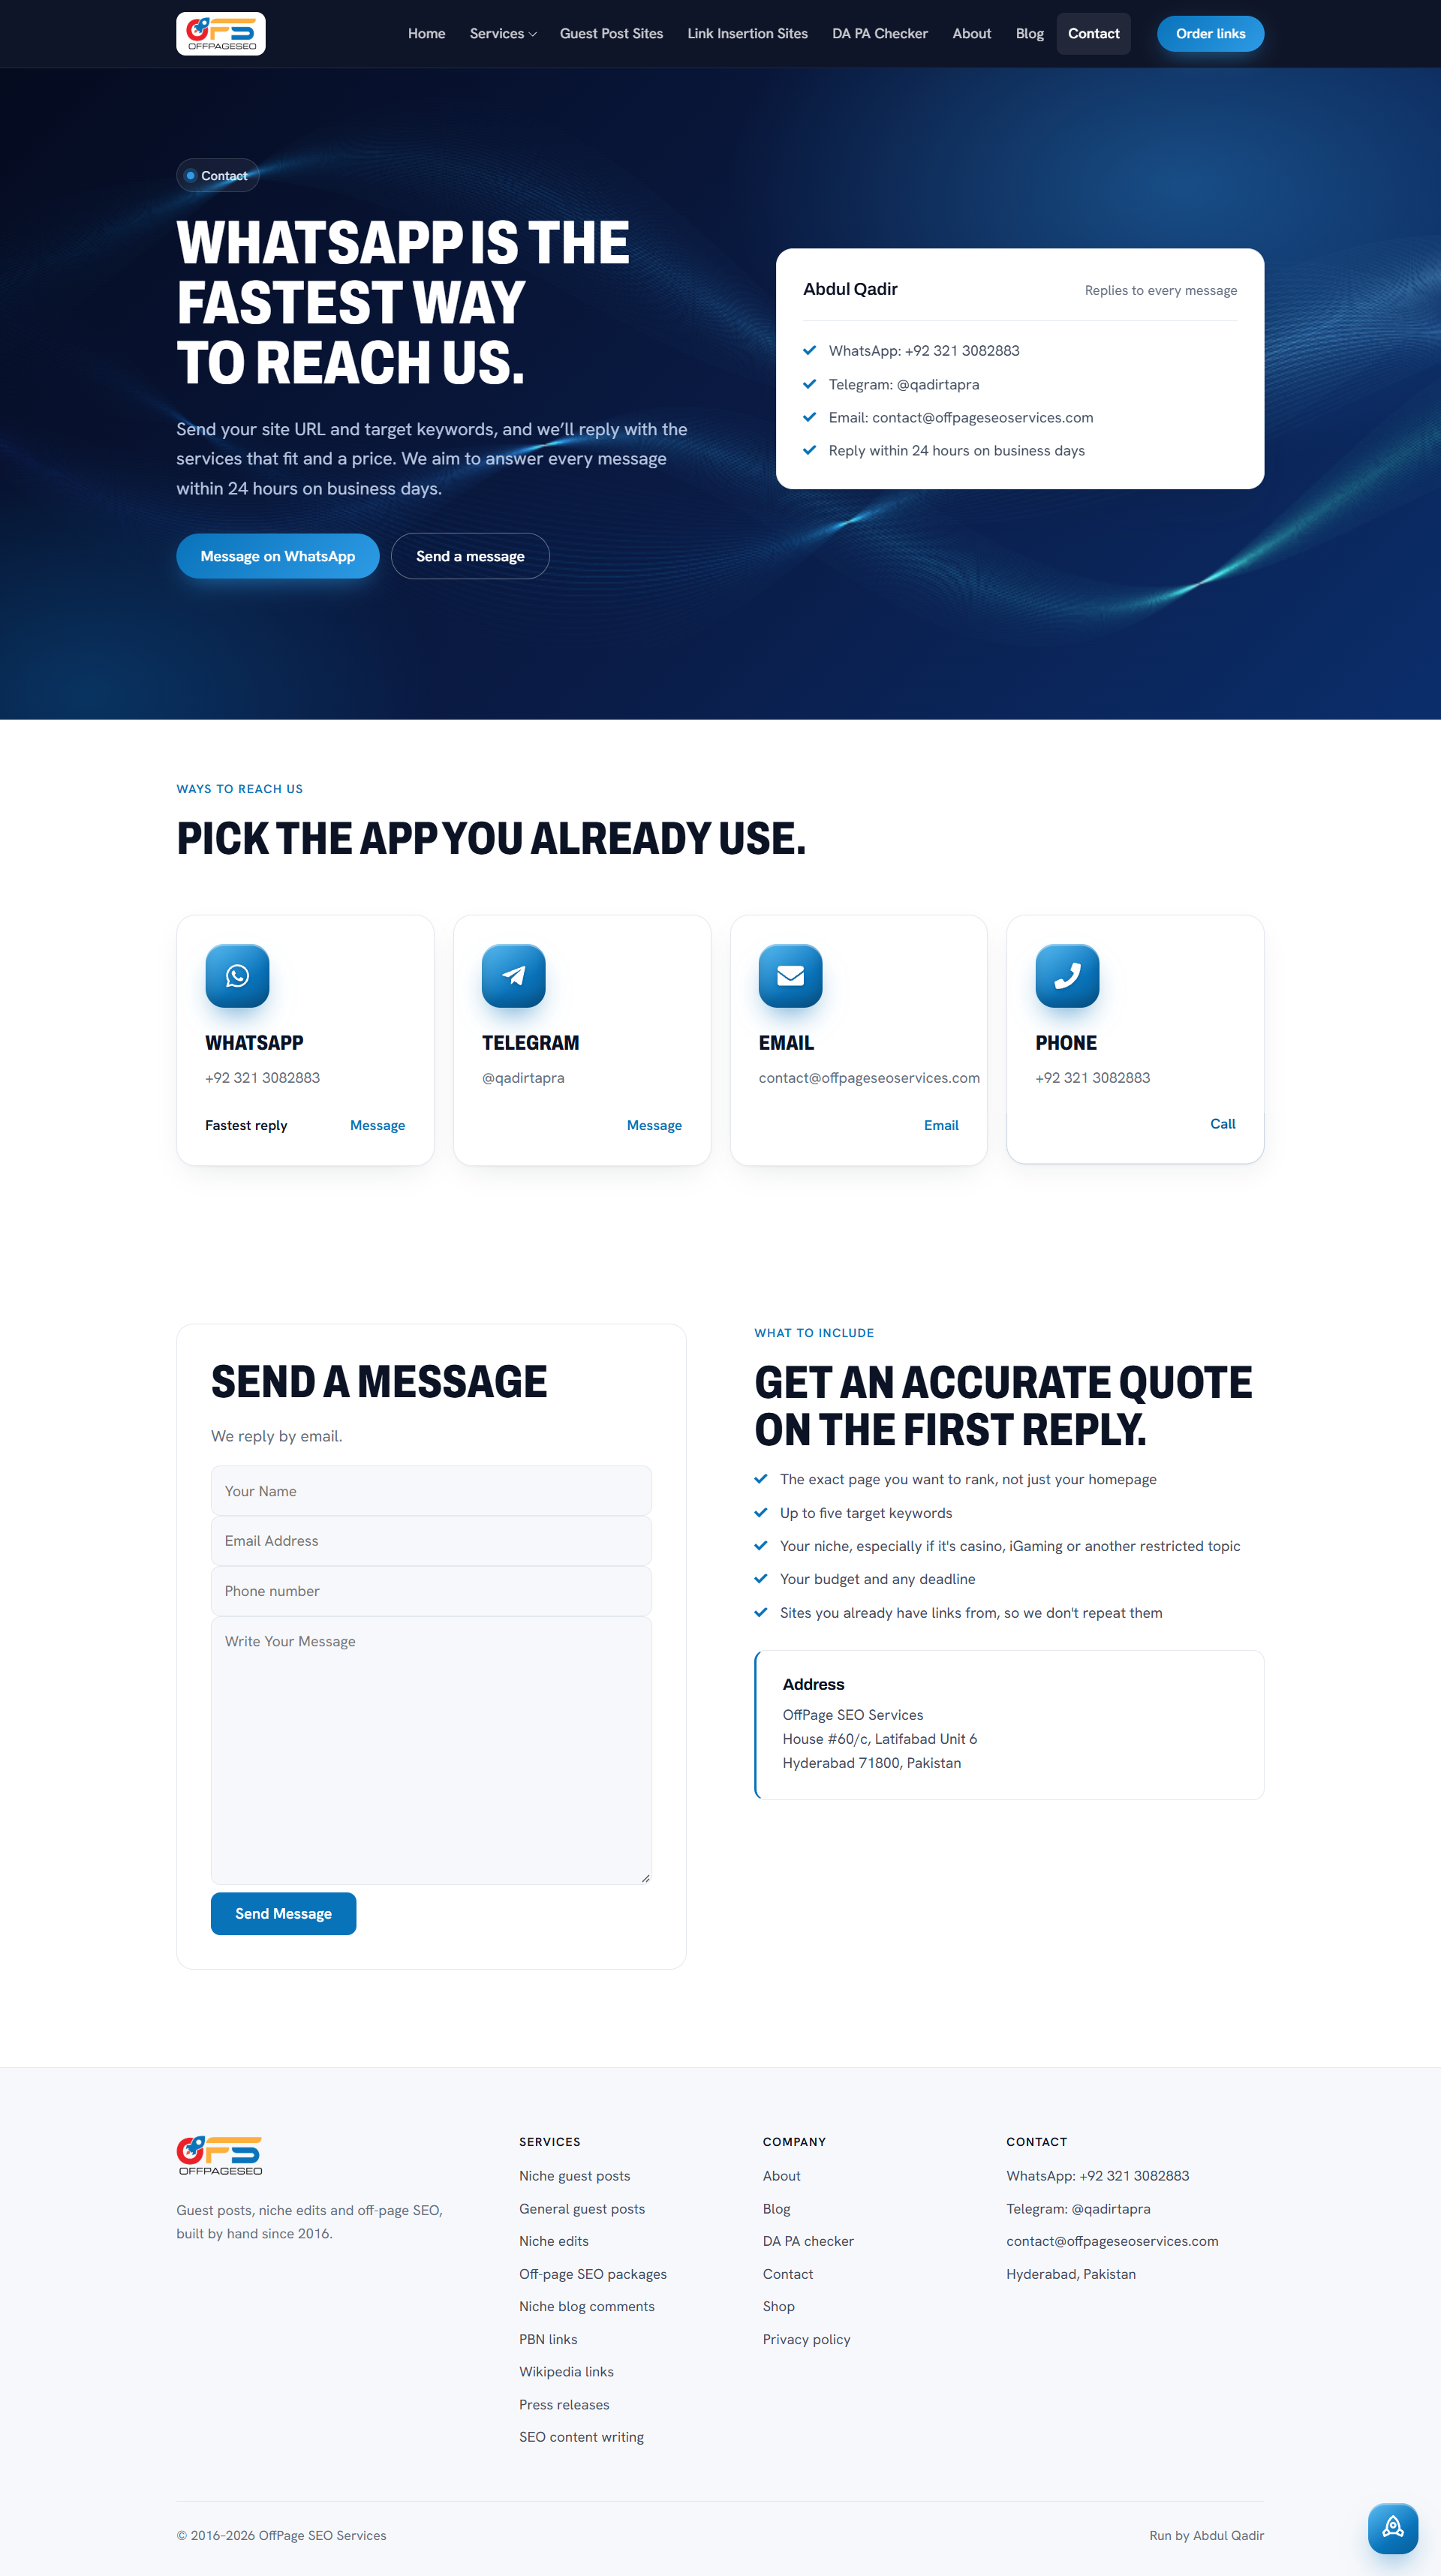 OFS
OFFPAGESEO
Home
Services
Guest Post Sites
Link Insertion Sites
DA PA Checker
About
Blog
Contact
Order links
Contact
WHATSAPP IS THE
FASTEST WAY
TO REACH US.
Send your site URL and target keywords, and we’ll reply with the
services that fit and a price. We aim to answer every message
within 24 hours on business days.
Message on WhatsApp
Send a message
Abdul Qadir
Replies to every message
WhatsApp: +92 321 3082883
Telegram: @qadirtapra
Email: contact@offpageseoservices.com
Reply within 24 hours on business days
WAYS TO REACH US
PICK THE APP YOU ALREADY USE.
WHATSAPP
+92 321 3082883
Fastest reply
Message
TELEGRAM
@qadirtapra
Message
EMAIL
contact@offpageseoservices.com
Email
PHONE
+92 321 3082883
Call
SEND A MESSAGE
We reply by email.
Your Name
Email Address
Phone number
Write Your Message
Send Message
WHAT TO INCLUDE
GET AN ACCURATE QUOTE
ON THE FIRST REPLY.
The exact page you want to rank, not just your homepage
Up to five target keywords
Your niche, especially if it's casino, iGaming or another restricted topic
Your budget and any deadline
Sites you already have links from, so we don't repeat them
Address
OffPage SEO Services
House #60/c, Latifabad Unit 6
Hyderabad 71800, Pakistan
OFS
OFFPAGESEO
Guest posts, niche edits and off-page SEO,
built by hand since 2016.
SERVICES
Niche guest posts
General guest posts
Niche edits
Off-page SEO packages
Niche blog comments
PBN links
Wikipedia links
Press releases
SEO content writing
COMPANY
About
Blog
DA PA checker
Contact
Shop
Privacy policy
CONTACT
WhatsApp: +92 321 3082883
Telegram: @qadirtapra
contact@offpageseoservices.com
Hyderabad, Pakistan
© 2016–2026 OffPage SEO Services
Run by Abdul Qadir